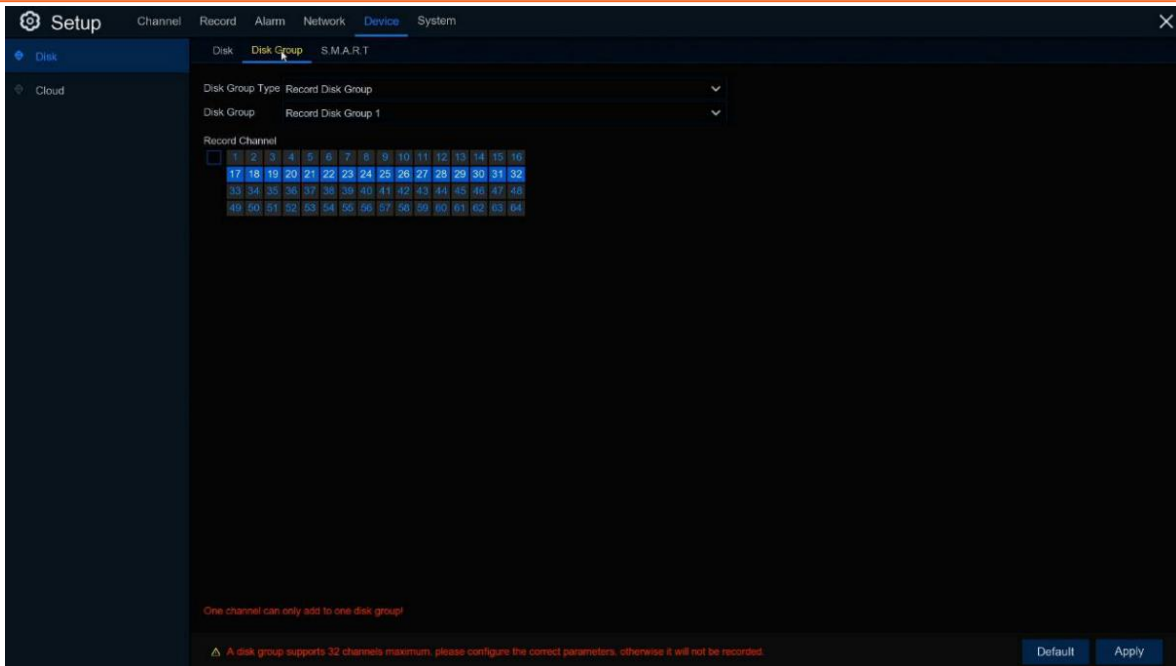 Setup Channel Record Alarm Network Device System
Disk
Cloud
Disk Disk Group S.M.A.R.T
Disk Group Type Record Disk Group
Disk Group Record Disk Group 1
Record Channel
1 2 3 4 5 6 7 8 9 10 11 12 13 14 15 16
17 18 19 20 21 22 23 24 25 26 27 28 29 30 31 32
33 34 35 36 37 38 39 40 41 42 43 44 45 46 47 48
49 50 51 52 53 54 55 56 57 58 59 60 61 62 63 64
One channel can only add to one disk group!
A disk group supports 32 channels maximum, please configure the correct parameters, otherwise it will not be recorded.
Default Apply